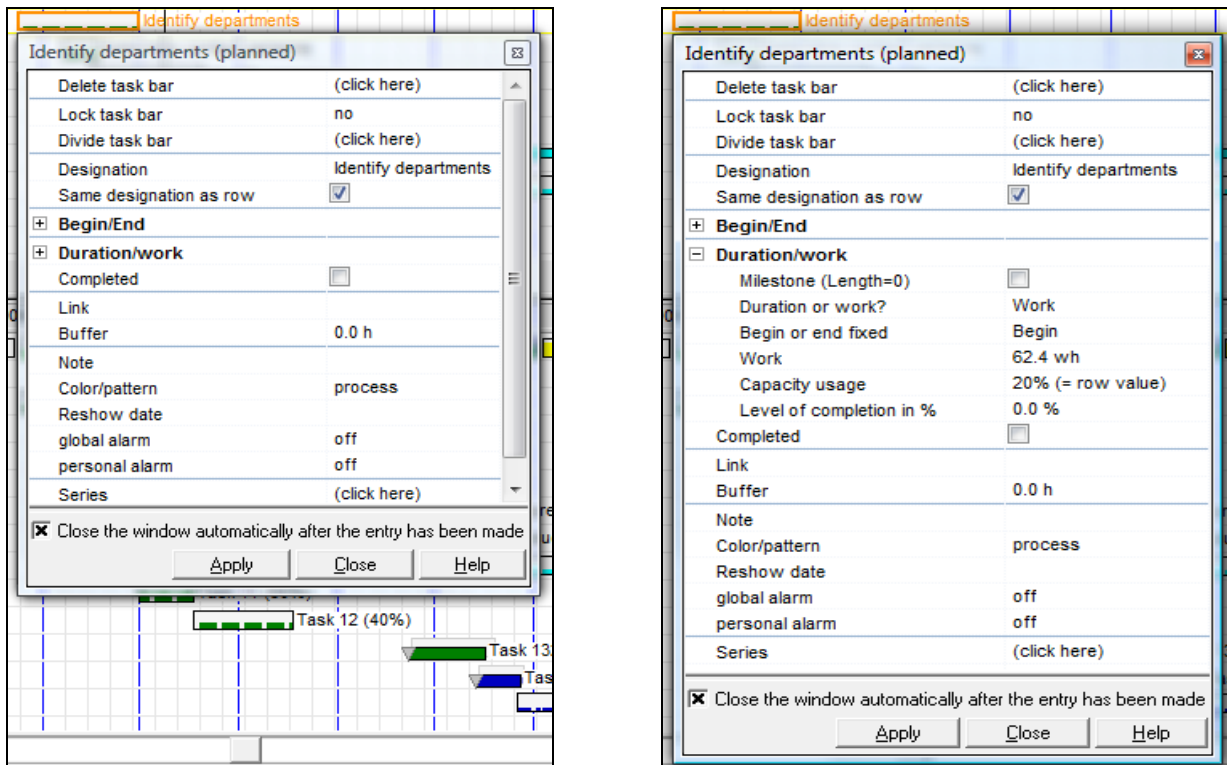 Identify departments
Identify departments (planned)
Delete task bar (click here)
Lock task bar no
Divide task bar (click here)
Designation Identify departments
Same designation as row
Begin/End
Duration/work
Completed
Link
Buffer 0.0 h
Note
Color/pattern process
Reshow date
global alarm off
personal alarm off
Series (click here)
Close the window automatically after the entry has been made
Apply Close Help
Task 12 (40%)
Task 13
Tas
Identify departments
Identify departments (planned)
Delete task bar (click here)
Lock task bar no
Divide task bar (click here)
Designation Identify departments
Same designation as row
Begin/End
Duration/work
Milestone (Length=0)
Duration or work? Work
Begin or end fixed Begin
Work 62.4 wh
Capacity usage 20% (= row value)
Level of completion in % 0.0 %
Completed
Link
Buffer 0.0 h
Note
Color/pattern process
Reshow date
global alarm off
personal alarm off
Series (click here)
Close the window automatically after the entry has been made
Apply Close Help